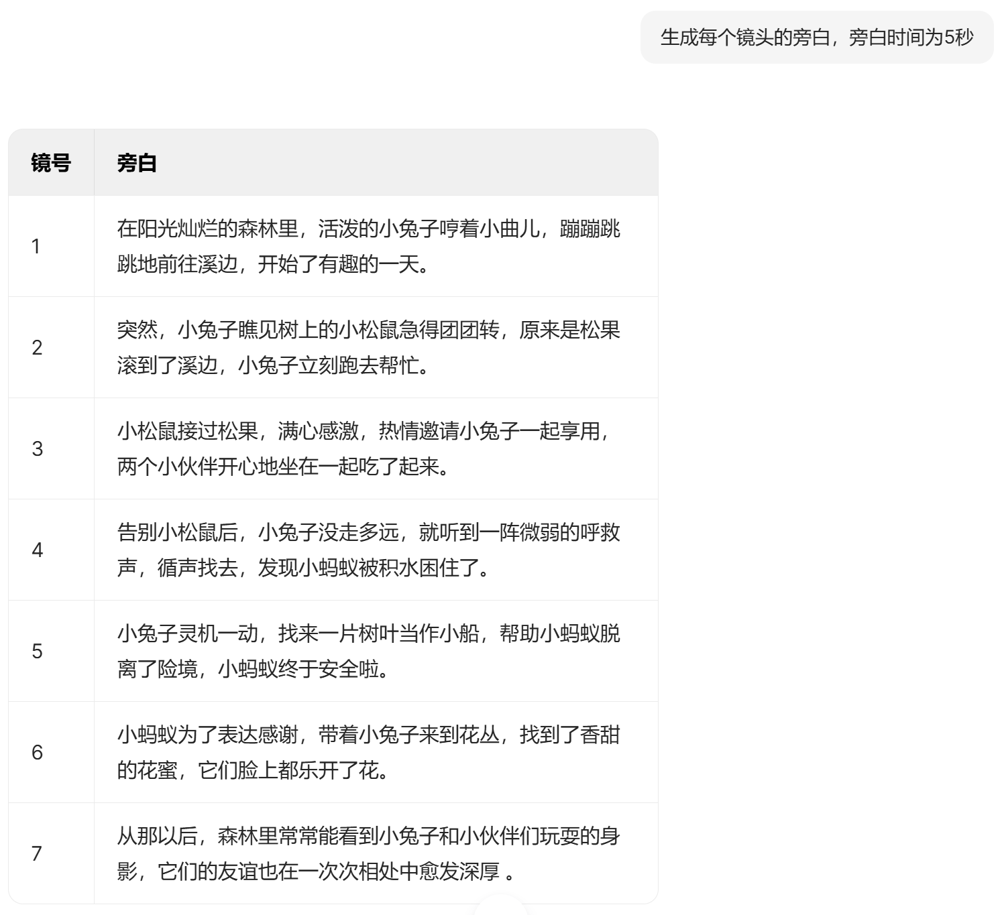 生成每个镜头的旁白，旁白时间为5秒
镜号 旁白
1 在阳光灿烂的森林里，活泼的小兔子哼着小曲儿，蹦蹦跳
跳地前往溪边，开始了有趣的一天。
2 突然，小兔子瞧见树上的小松鼠急得团团转，原来是松果
滚到了溪边，小兔子立刻跑去帮忙。
3 小松鼠接过松果，满心感激，热情邀请小兔子一起享用，
两个小伙伴开心地坐在一起吃了起来。
4 告别小松鼠后，小兔子没走多远，就听到一阵微弱的呼救
声，循声找去，发现小蚂蚁被积水困住了。
5 小兔子灵机一动，找来一片树叶当作小船，帮助小蚂蚁脱
离了险境，小蚂蚁终于安全啦。
6 小蚂蚁为了表达感谢，带着小兔子来到花丛，找到了香甜
的花蜜，它们脸上都乐开了花。
7 从那以后，森林里常常能看到小兔子和小伙伴们玩耍的身
影，它们的友谊也在一次次相处中愈发深厚 。